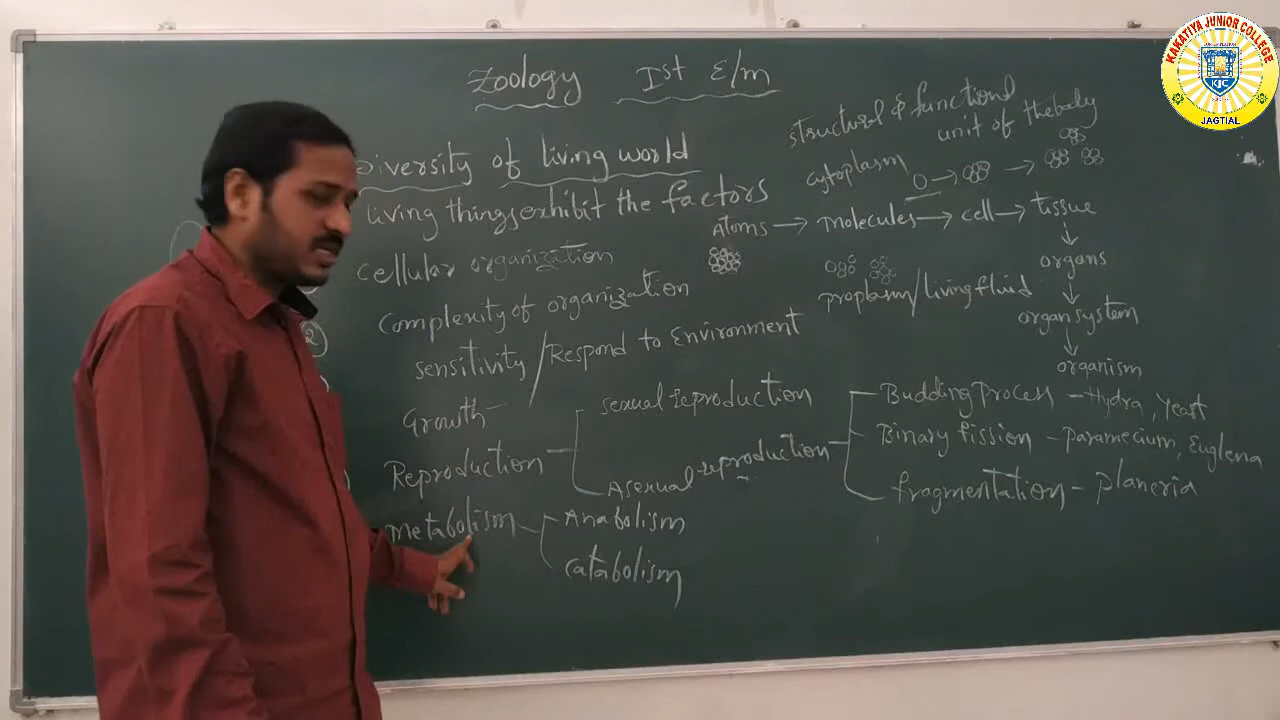 Zoology Ist E/m
Diversity of living world
living things exhibit the factors
cellular organization
complexity of organization
2
sensitivity / Respond to Environment
Growth
Reproduction
sexual reproduction
Asexual reproduction
Budding process - Hydra, Yeast
Binary fission - paramecium, Euglena
fragmentation - planeria
Metabolism
Anabolism
catabolism
structural & functional
unit of the body
cytoplasm
Atoms → molecules → cell → tissue
organs
proplasm / living fluid
organ system
organism
KAKATIYA JUNIOR COLLEGE
KJC
JAGTIAL